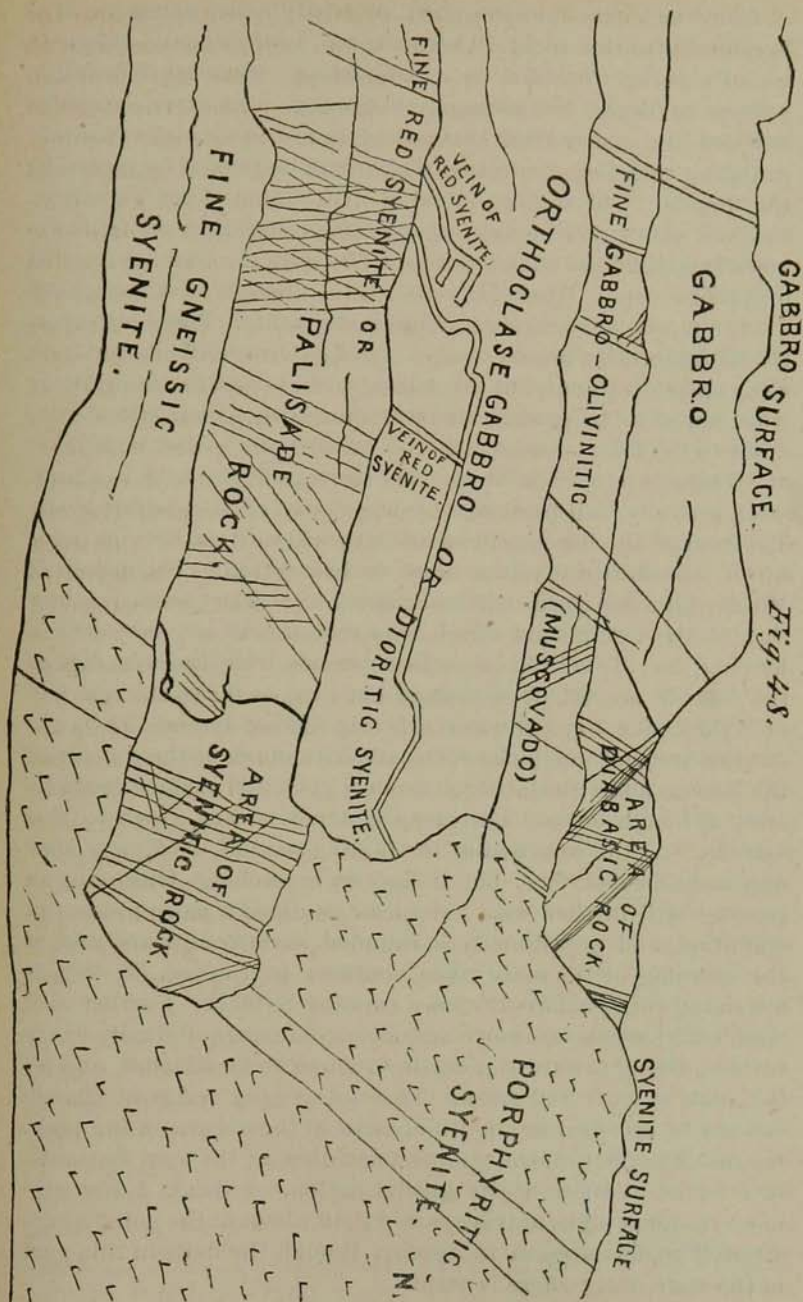 Fig. 48.
GABBRO SURFACE.
SYENITE SURFACE
GABBRO
AREA OF
DIABASIC ROCK.
FINE GABBRO-OLIVINITIC
(MUSCOVADO)
ORTHOCLASE GABBRO OR DIORITIC SYENITE.
VEIN OF
RED SYENITE.
VEIN OF
RED
SYENITE.
PORPHYRITIC
SYENITE.
FINE RED SYENITE OR
PALISADE
ROCK.
AREA
OF
SYENITIC ROCK.
FINE GNEISSIC
SYENITE.
N.